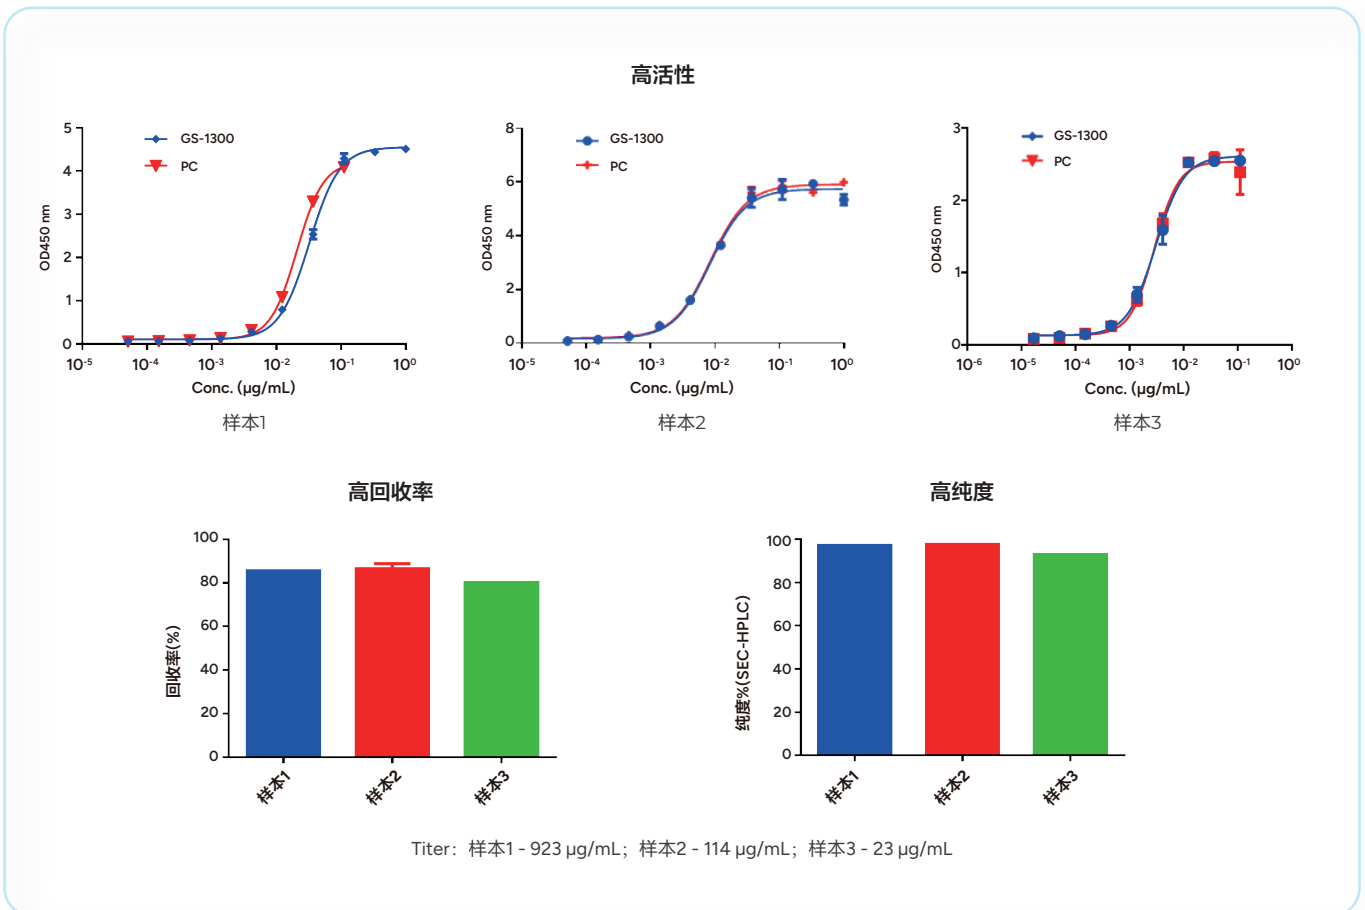 高活性
5
4
3
2
1
0
OD450 nm
GS-1300
PC
10⁻⁵ 10⁻⁴ 10⁻³ 10⁻² 10⁻¹ 10⁰
Conc. (μg/mL)
样本1
8
6
4
2
0
OD450 nm
GS-1300
PC
10⁻⁵ 10⁻⁴ 10⁻³ 10⁻² 10⁻¹ 10⁰
Conc. (μg/mL)
样本2
3
2
1
0
OD450 nm
GS-1300
PC
10⁻⁶ 10⁻⁵ 10⁻⁴ 10⁻³ 10⁻² 10⁻¹ 10⁰
Conc. (μg/mL)
样本3
高回收率
100
80
60
40
20
0
回收率(%)
样本1 样本2 样本3
高纯度
100
80
60
40
20
0
纯度%(SEC-HPLC)
样本1 样本2 样本3
Titer：样本1 - 923 μg/mL；样本2 - 114 μg/mL；样本3 - 23 μg/mL